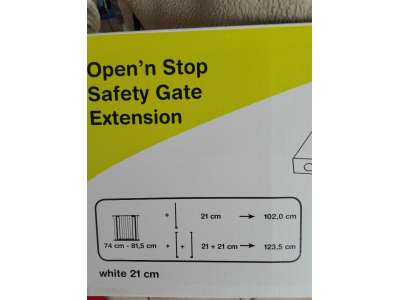 Open'n Stop
Safety Gate
Extension
+ 21 cm → 102,0 cm
74 cm - 81,5 cm + + 21 + 21 cm → 123,5 cm
white 21 cm